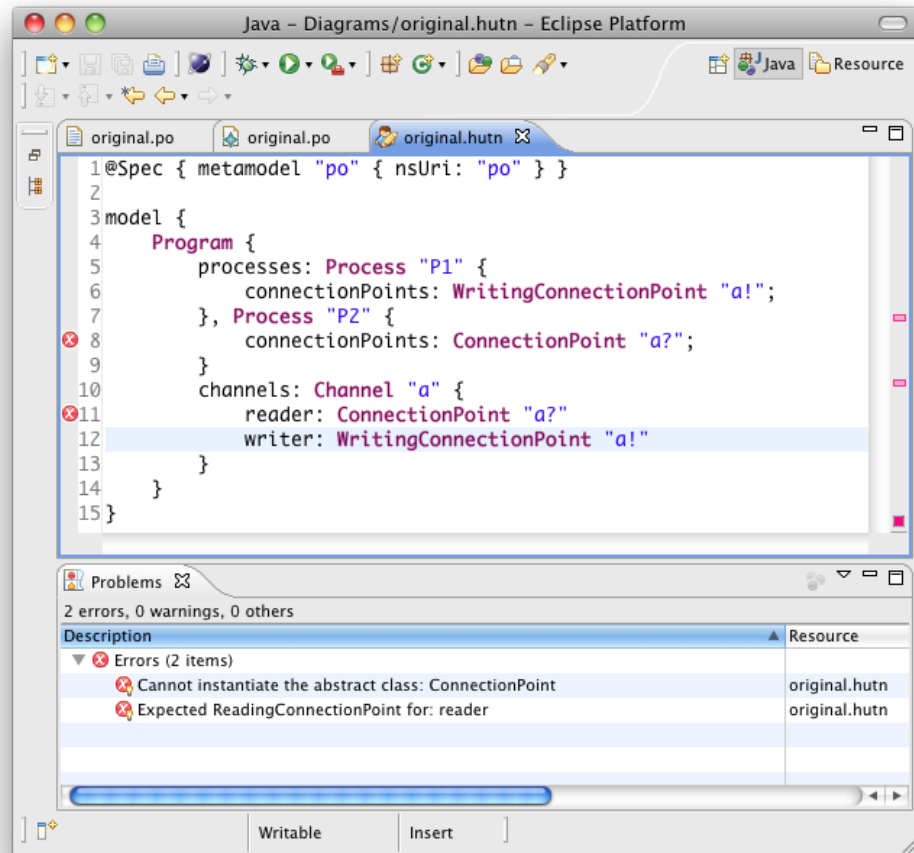 Java – Diagrams/original.hutn – Eclipse Platform
Java Resource
original.po original.po original.hutn
1 @Spec { metamodel "po" { nsUri: "po" } }
2
3 model {
4     Program {
5         processes: Process "P1" {
6             connectionPoints: WritingConnectionPoint "a!";
7         }, Process "P2" {
8             connectionPoints: ConnectionPoint "a?";
9         }
10         channels: Channel "a" {
11             reader: ConnectionPoint "a?"
12             writer: WritingConnectionPoint "a!"
13         }
14     }
15 }
Problems
2 errors, 0 warnings, 0 others
Description Resource
Errors (2 items)
Cannot instantiate the abstract class: ConnectionPoint original.hutn
Expected ReadingConnectionPoint for: reader original.hutn
Writable Insert